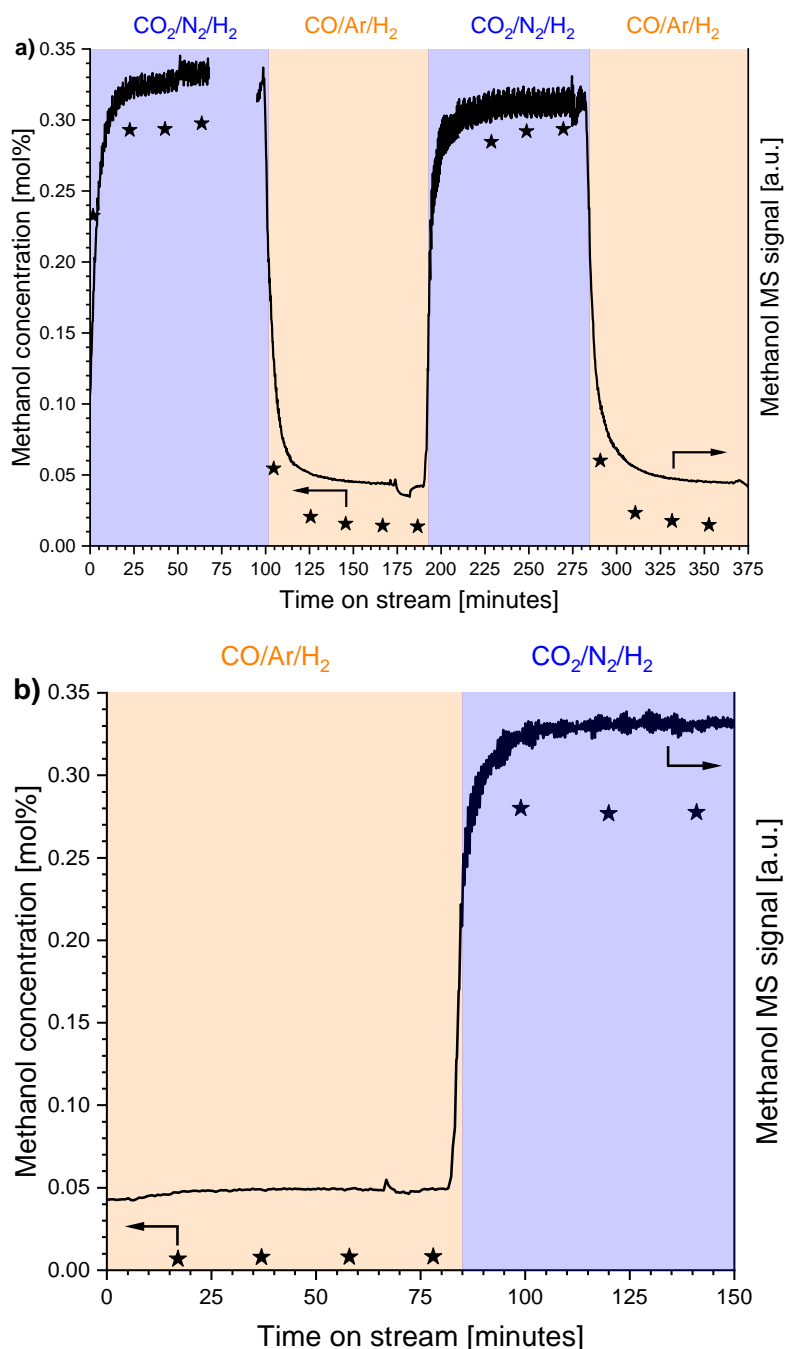 a)
CO₂/N₂/H₂ CO/Ar/H₂ CO₂/N₂/H₂ CO/Ar/H₂
0.35
0.30
0.25
0.20
0.15
0.10
0.05
0.00
Methanol concentration [mol%]
Methanol MS signal [a.u.]
0 25 50 75 100 125 150 175 200 225 250 275 300 325 350 375
Time on stream [minutes]
b)
CO/Ar/H₂ CO₂/N₂/H₂
0.35
0.30
0.25
0.20
0.15
0.10
0.05
0.00
Methanol concentration [mol%]
Methanol MS signal [a.u.]
0 25 50 75 100 125 150
Time on stream [minutes]